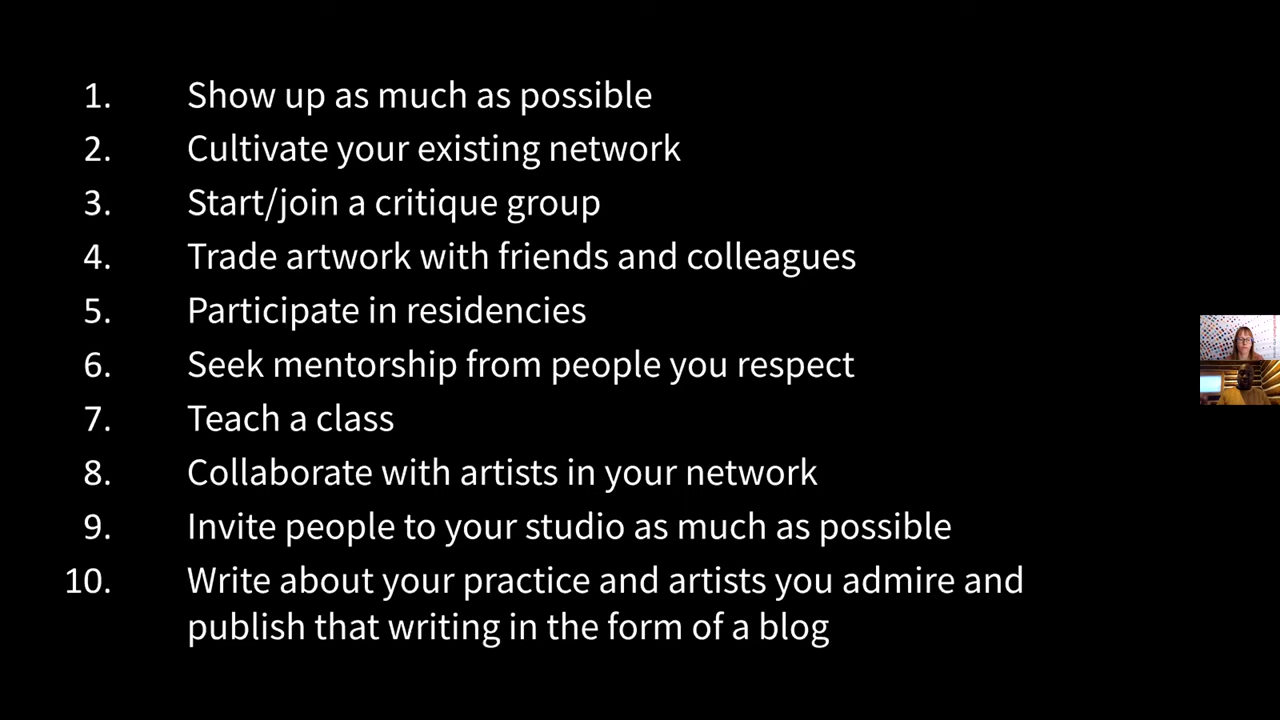 1. Show up as much as possible
2. Cultivate your existing network
3. Start/join a critique group
4. Trade artwork with friends and colleagues
5. Participate in residencies
6. Seek mentorship from people you respect
7. Teach a class
8. Collaborate with artists in your network
9. Invite people to your studio as much as possible
10. Write about your practice and artists you admire and
publish that writing in the form of a blog